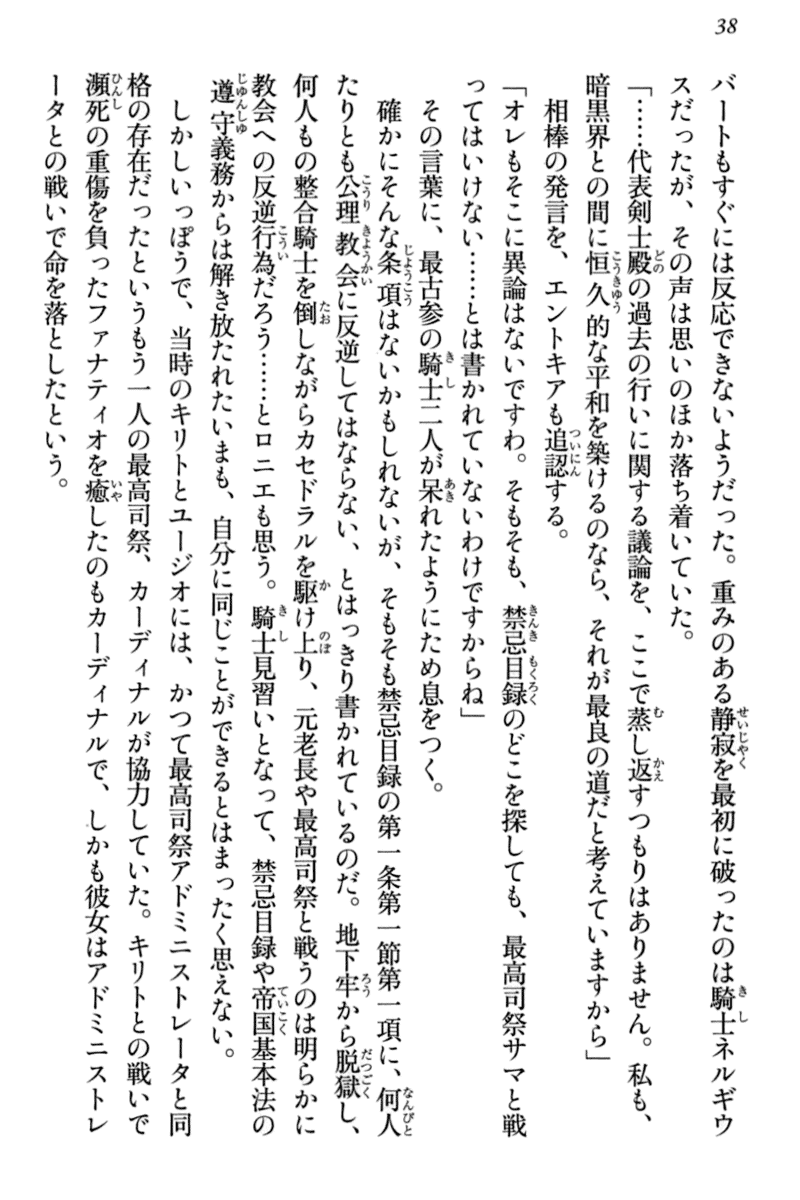 38
バートもすぐには反応できないようだった。重みのある静寂を最初に破ったのは騎士ネルギウ
スだったが、その声は思いのほか落ち着いていた。
「……代表剣士殿の過去の行いに関する議論を、ここで蒸し返すつもりはありません。私も、
暗黒界との間に恒久的な平和を築けるのなら、それが最良の道だと考えていますから」
相棒の発言を、エントキアも追認する。
「オレもそこに異論はないですわ。そもそも、禁忌目録のどこを探しても、最高司祭サマと戦
ってはいけない……とは書かれていないわけですからね」
その言葉に、最古参の騎士二人が呆れたようにため息をつく。
確かにそんな条項はないかもしれないが、そもそも禁忌目録の第一条第一節第一項に、何人
たりとも公理教会に反逆してはならない、とはっきり書かれているのだ。地下牢から脱獄し、
何人もの整合騎士を倒しながらカセドラルを駆け上り、元老長や最高司祭と戦うのは明らかに
教会への反逆行為だろう……とロニエも思う。騎士見習いとなって、禁忌目録や帝国基本法の
遵守義務からは解き放たれたいまも、自分に同じことができるとはまったく思えない。
しかしいっぽうで、当時のキリトとユージオには、かつて最高司祭アドミニストレータと同
格の存在だったというもう一人の最高司祭、カーディナルが協力していた。キリトとの戦いで
瀕死の重傷を負ったファナティオを癒したのもカーディナルで、しかも彼女はアドミニストレ
ータとの戦いで命を落としたという。